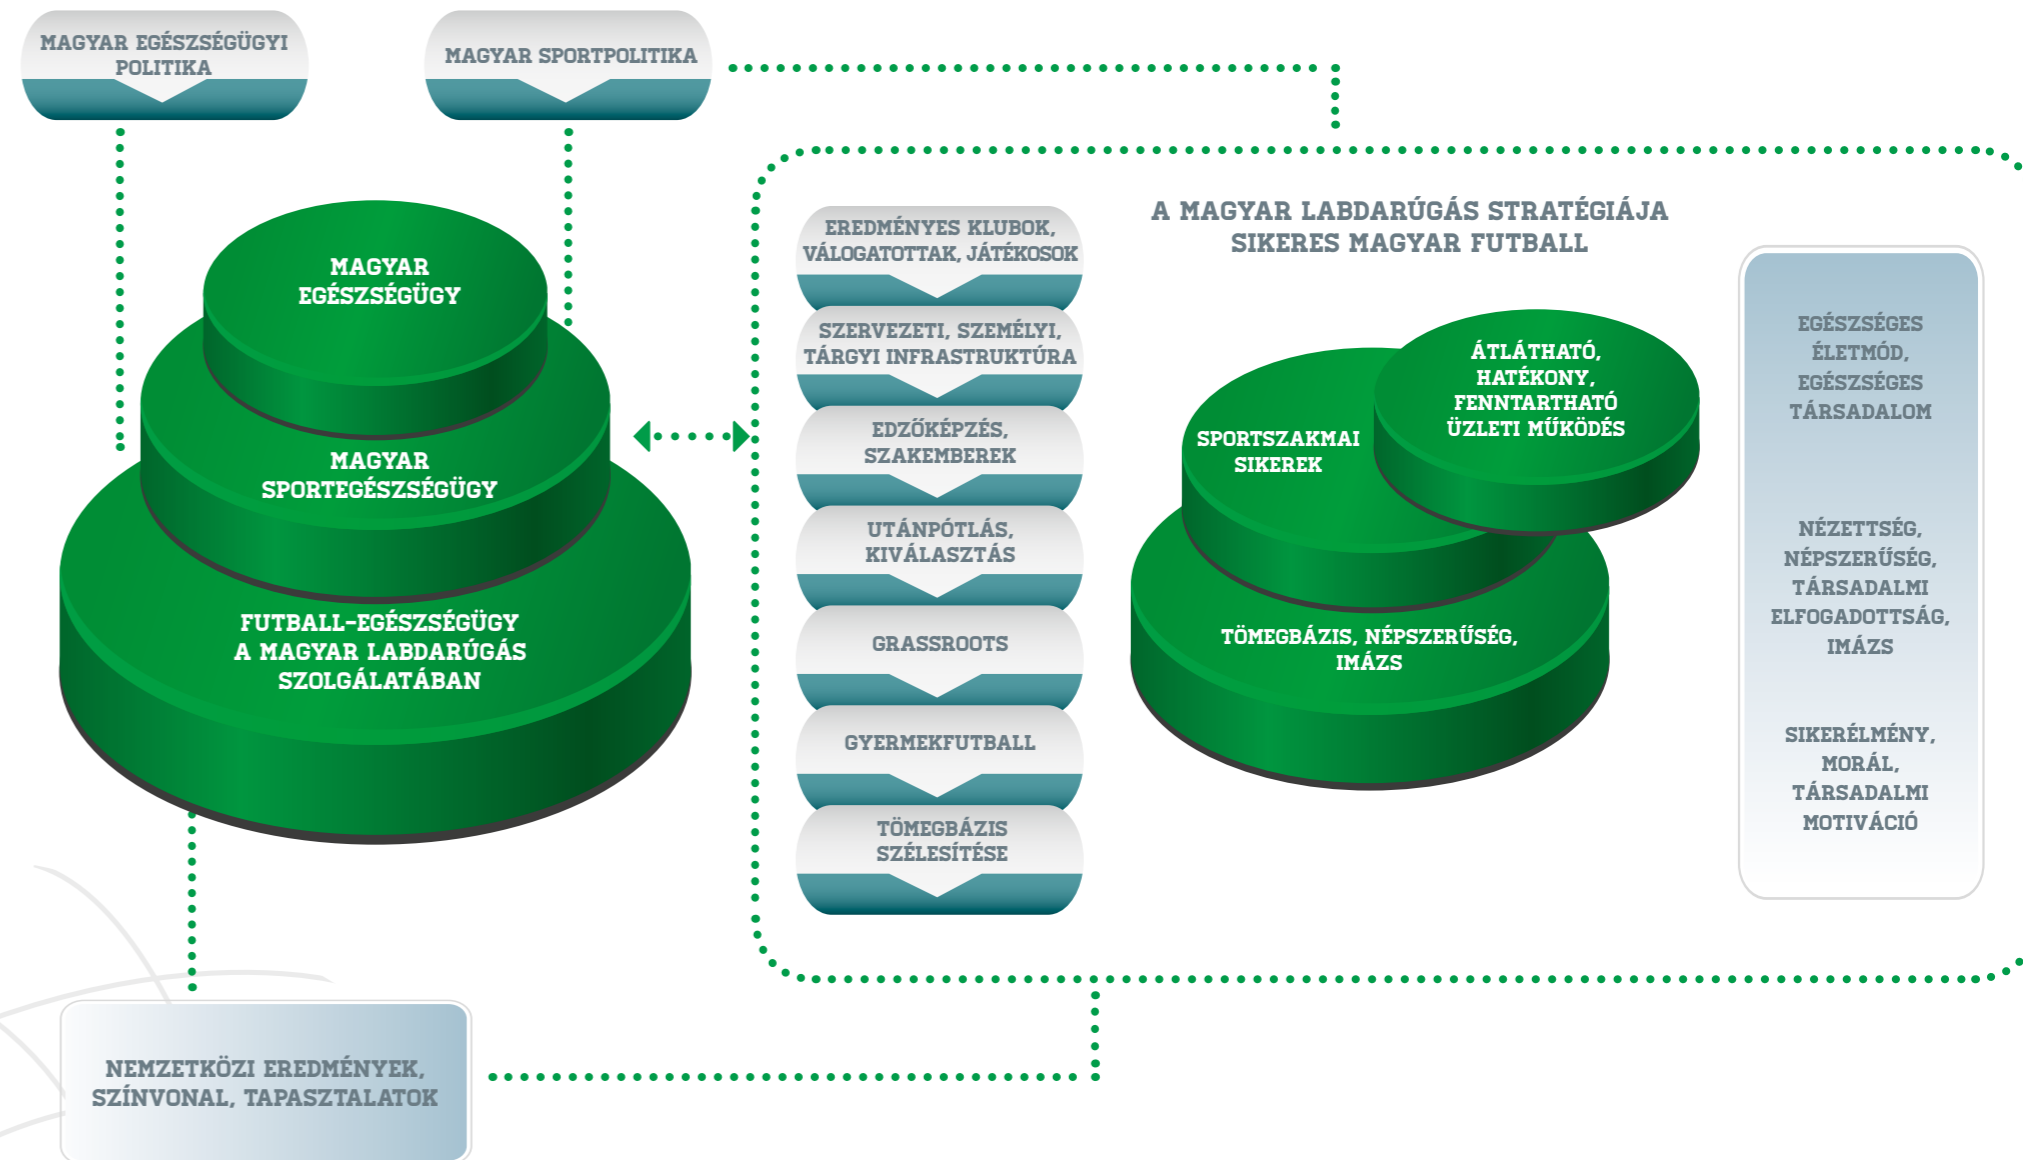 MAGYAR EGÉSZSÉGÜGYI
POLITIKA
MAGYAR SPORTPOLITIKA
MAGYAR
EGÉSZSÉGÜGY
MAGYAR
SPORTEGÉSZSÉGÜGY
FUTBALL-EGÉSZSÉGÜGY
A MAGYAR LABDARÚGÁS
SZOLGÁLATÁBAN
NEMZETKÖZI EREDMÉNYEK,
SZÍNVONAL, TAPASZTALATOK
A MAGYAR LABDARÚGÁS STRATÉGIÁJA
SIKERES MAGYAR FUTBALL
EREDMÉNYES KLUBOK,
VÁLOGATOTTAK, JÁTÉKOSOK
SZERVEZETI, SZEMÉLYI,
TÁRGYI INFRASTRUKTÚRA
EDZŐKÉPZÉS,
SZAKEMBEREK
UTÁNPÓTLÁS,
KIVÁLASZTÁS
GRASSROOTS
GYERMEKFUTBALL
TÖMEGBÁZIS
SZÉLESÍTÉSE
ÁTLÁTHATÓ,
HATÉKONY,
FENNTARTHATÓ
ÜZLETI MŰKÖDÉS
SPORTSZAKMAI
SIKEREK
TÖMEGBÁZIS, NÉPSZERŰSÉG,
IMÁZS
EGÉSZSÉGES
ÉLETMÓD,
EGÉSZSÉGES
TÁRSADALOM
NÉZETTSÉG,
NÉPSZERŰSÉG,
TÁRSADALMI
ELFOGADOTTSÁG,
IMÁZS
SIKERÉLMÉNY,
MORÁL,
TÁRSADALMI
MOTIVÁCIÓ